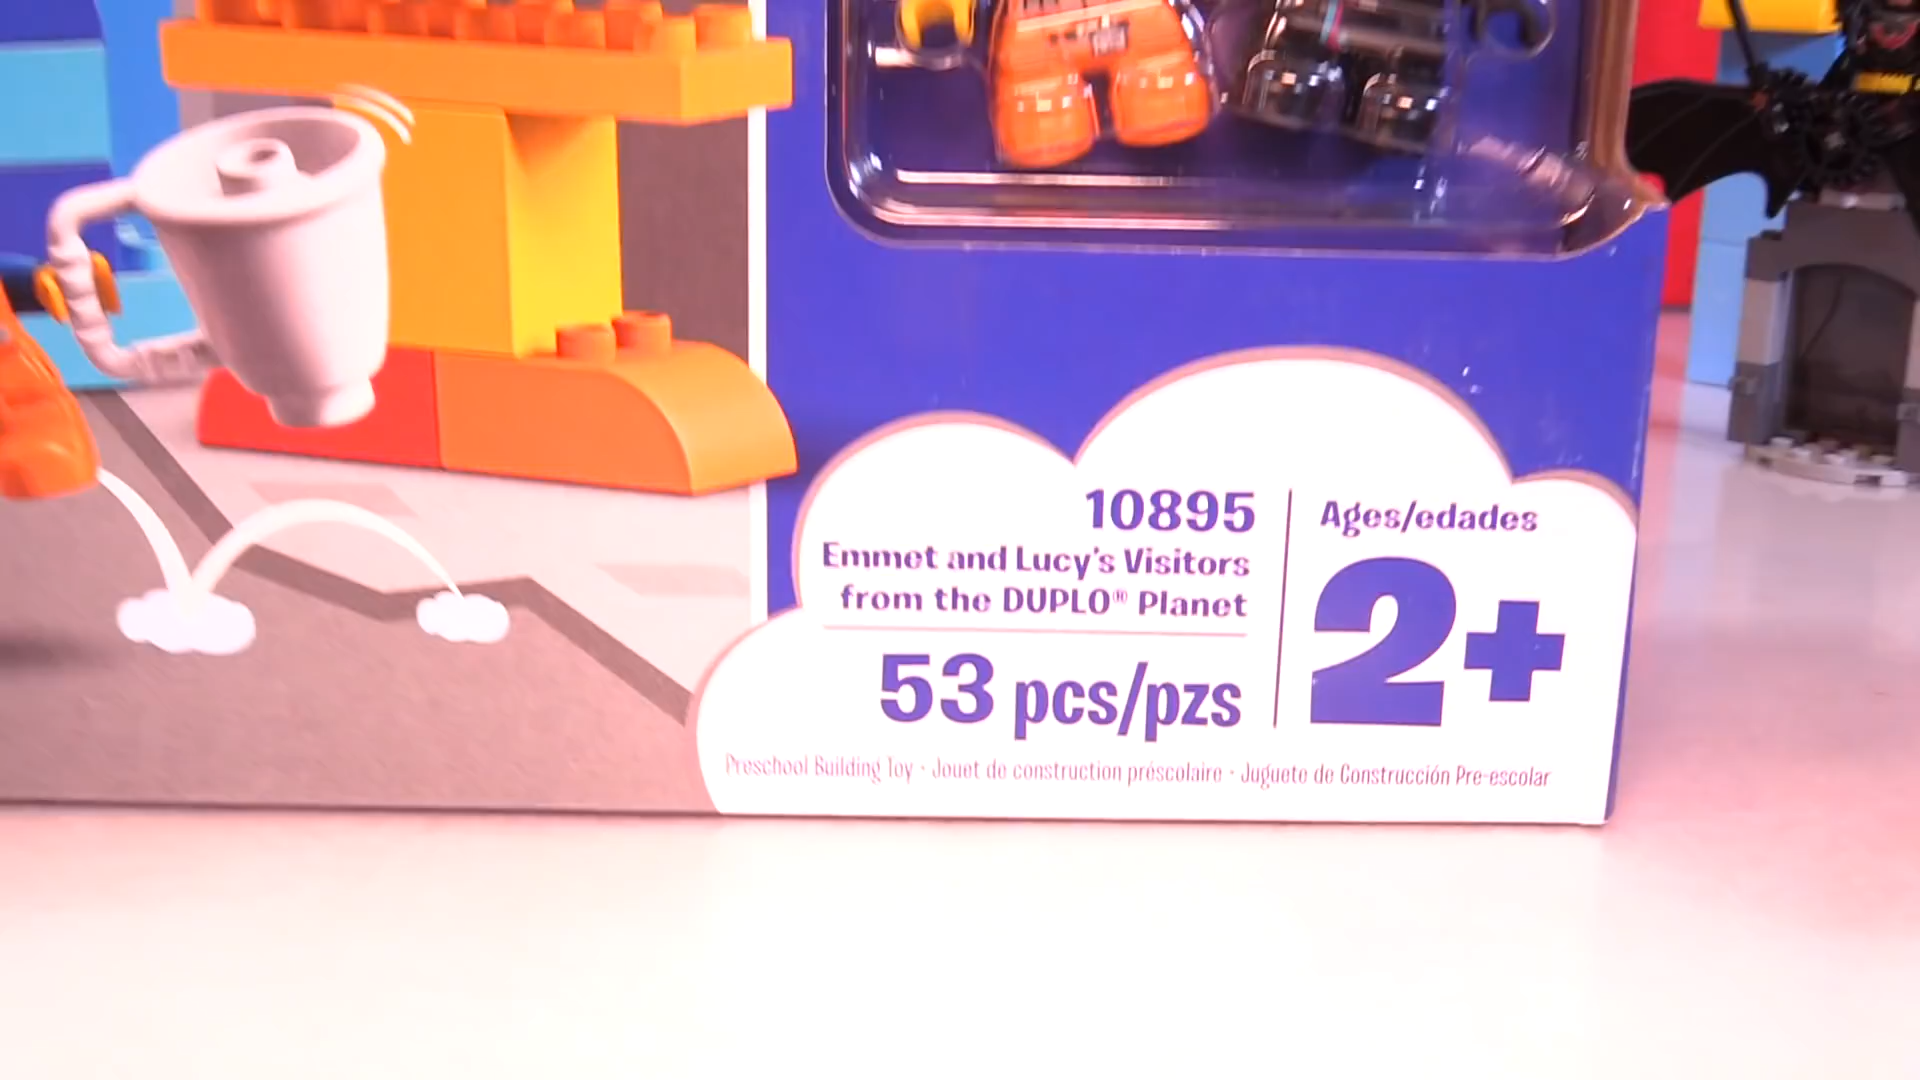 10895
Emmet and Lucy's Visitors
from the DUPLO® Planet
53 pcs/pzs
Ages/edades
2+
Preschool Building Toy · Jouet de construction préscolaire · Juguete de Construcción Pre-escolar